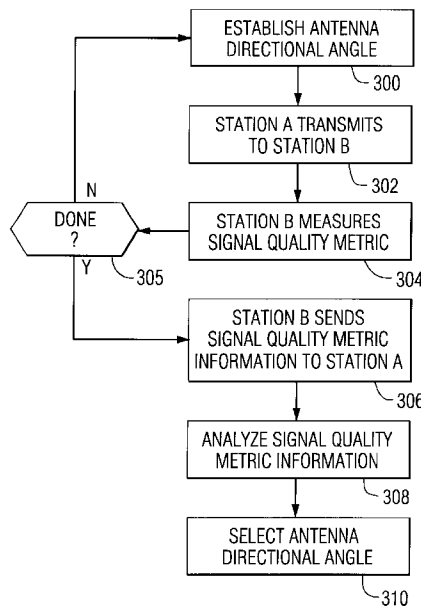 ESTABLISH ANTENNA
DIRECTIONAL ANGLE
300
STATION A TRANSMITS
TO STATION B
302
N
DONE
?
Y
305
STATION B MEASURES
SIGNAL QUALITY METRIC
304
STATION B SENDS
SIGNAL QUALITY METRIC
INFORMATION TO STATION A
306
ANALYZE SIGNAL QUALITY
METRIC INFORMATION
308
SELECT ANTENNA
DIRECTIONAL ANGLE
310